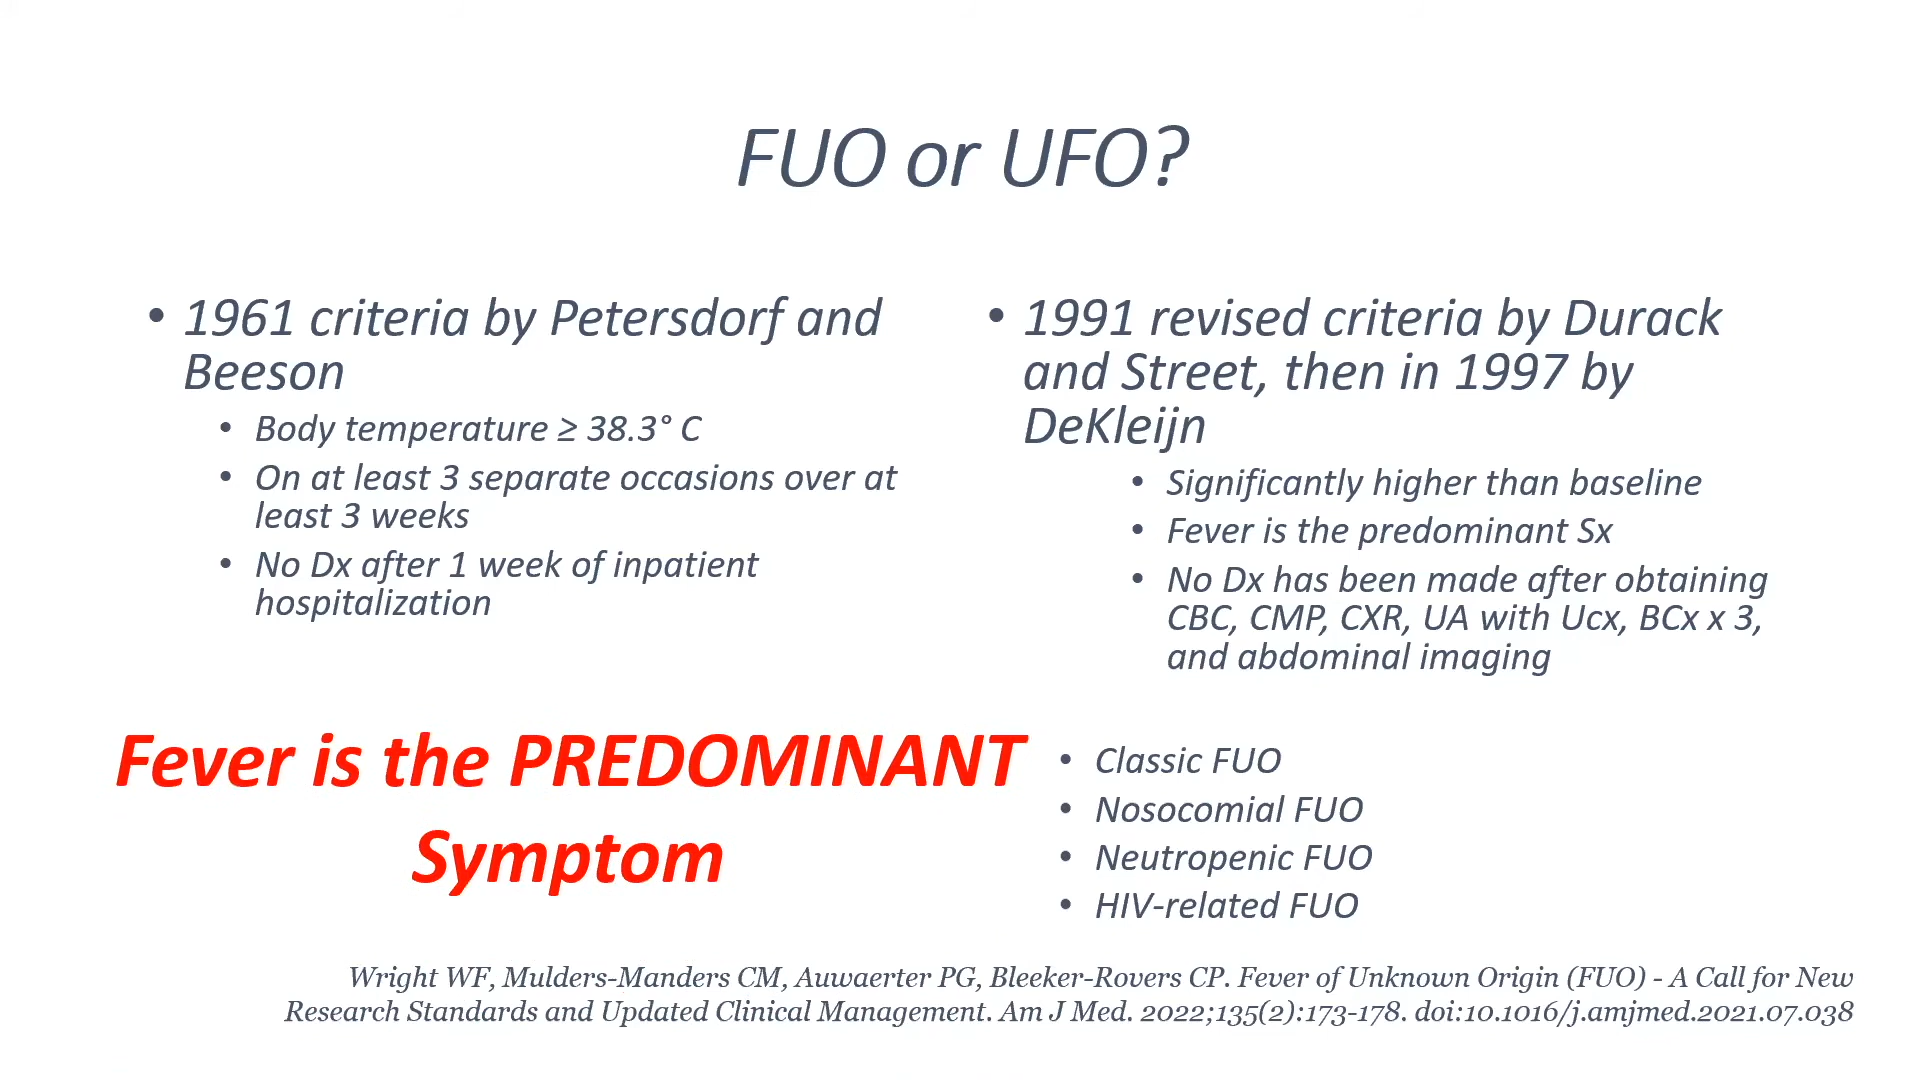 FUO or UFO?
• 1961 criteria by Petersdorf and
Beeson
• Body temperature ≥ 38.3° C
• On at least 3 separate occasions over at
least 3 weeks
• No Dx after 1 week of inpatient
hospitalization
• 1991 revised criteria by Durack
and Street, then in 1997 by
DeKleijn
• Significantly higher than baseline
• Fever is the predominant Sx
• No Dx has been made after obtaining
CBC, CMP, CXR, UA with Ucx, BCx x 3,
and abdominal imaging
Fever is the PREDOMINANT
Symptom
• Classic FUO
• Nosocomial FUO
• Neutropenic FUO
• HIV-related FUO
Wright WF, Mulders-Manders CM, Auwaerter PG, Bleeker-Rovers CP. Fever of Unknown Origin (FUO) - A Call for New
Research Standards and Updated Clinical Management. Am J Med. 2022;135(2):173-178. doi:10.1016/j.amjmed.2021.07.038